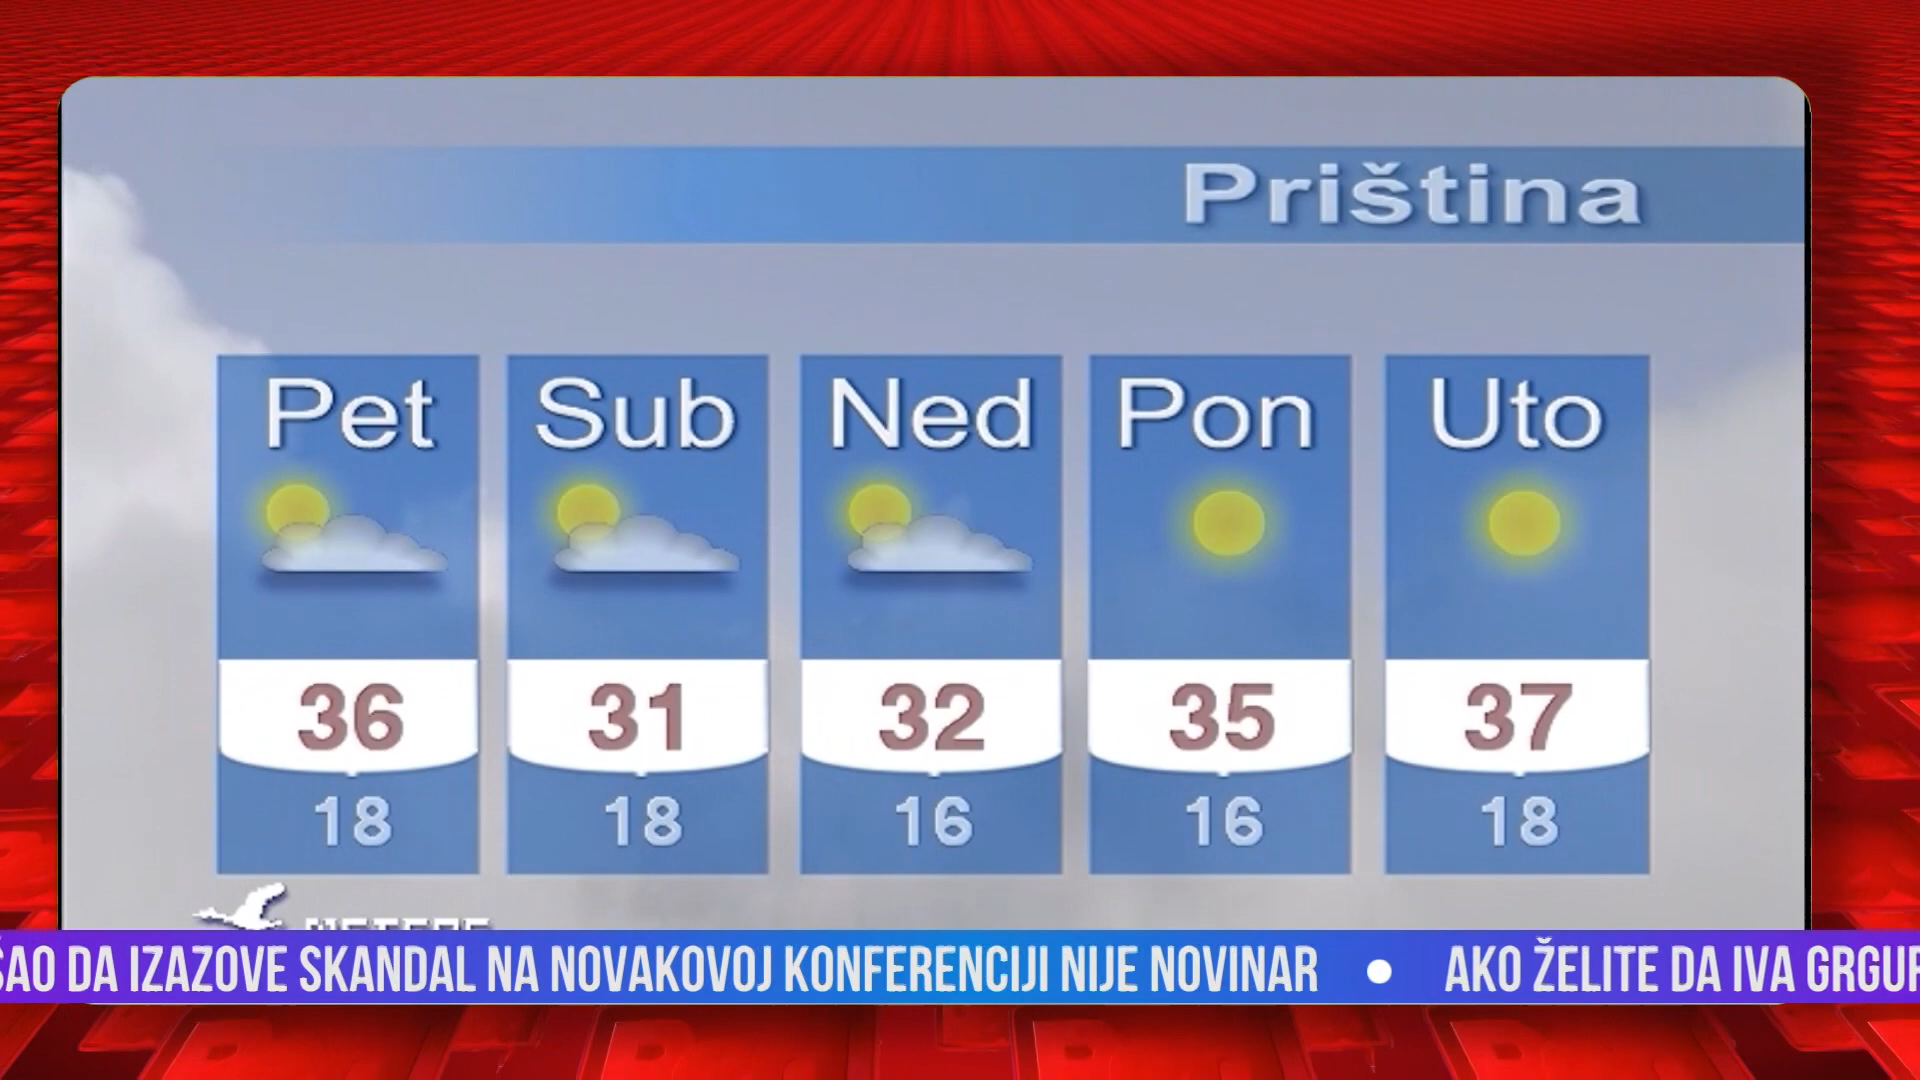 Priština
Pet Sub Ned Pon Uto
36 31 32 35 37
18 18 16 16 18
DA IZAZOVE SKANDAL NA NOVAKOVOJ KONFERENCIJI NIJE NOVINAR • AKO ŽELITE DA IVA